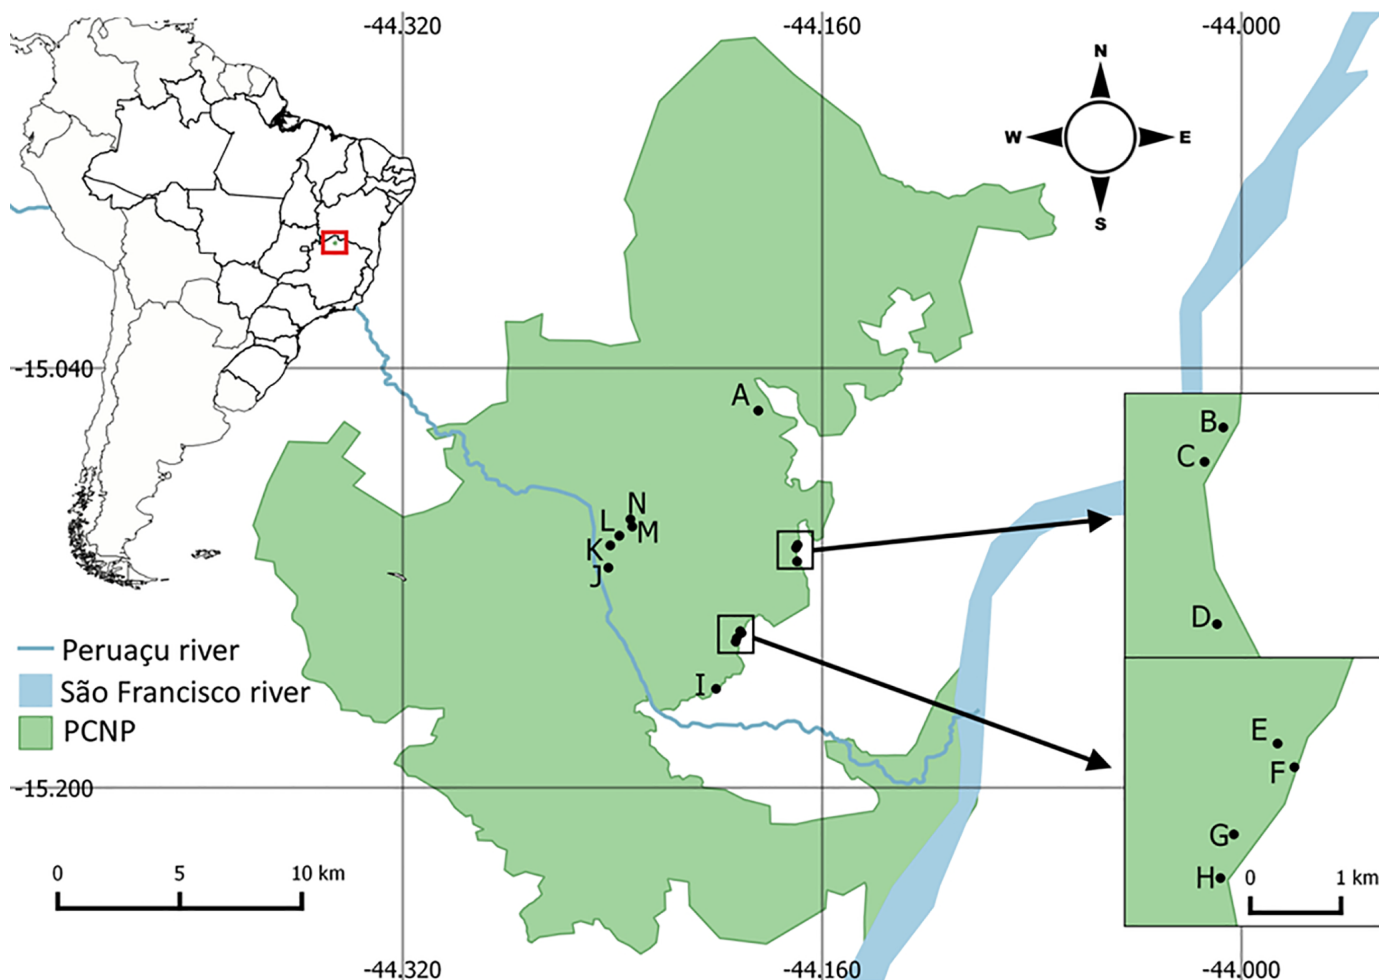 -44.320
-44.160
-44.000
N
W
E
S
-15.040
A
B
C
N
L
M
K
J
D
Peruaçu river
São Francisco river
I
PCNP
E
F
-15.200
G
H
0
5
10 km
0
1 km
-44.320
-44.160
-44.000